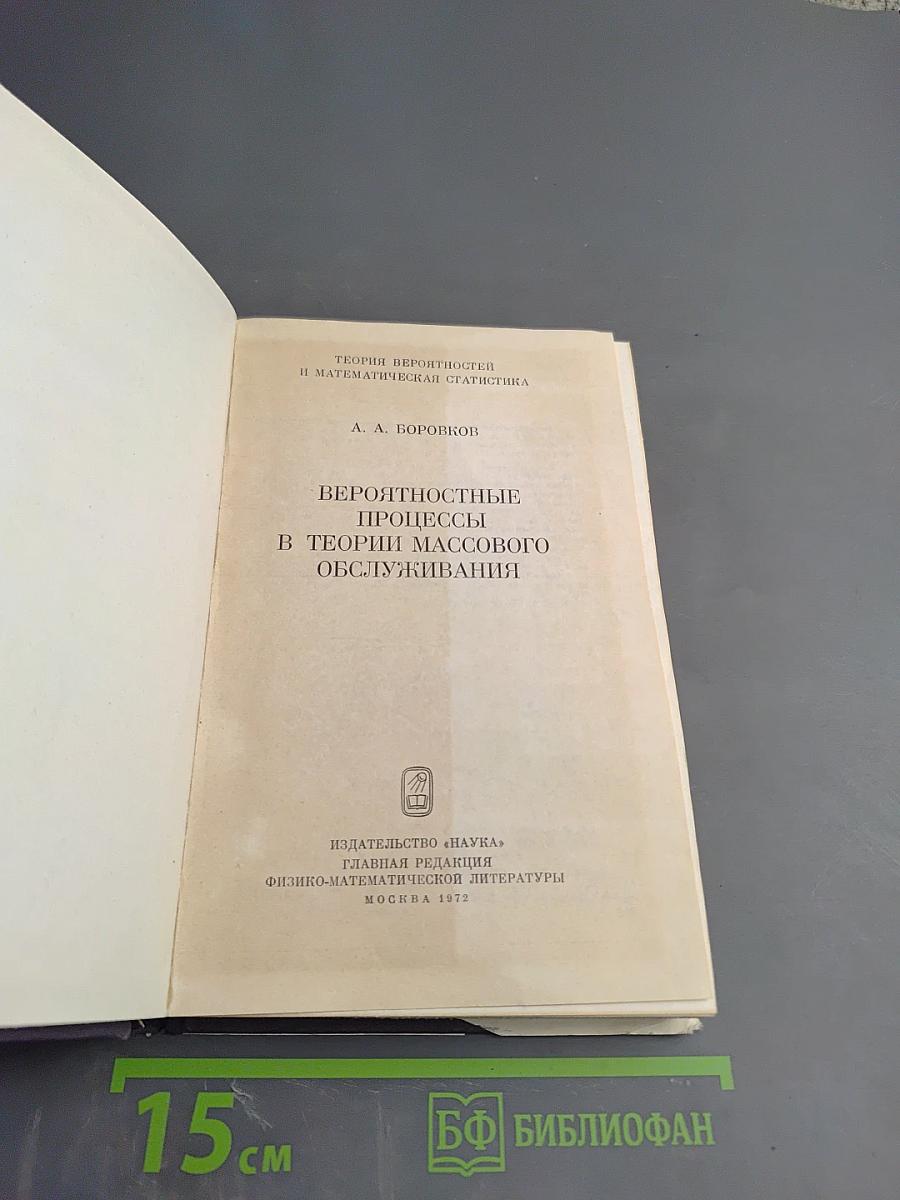 ТЕОРИЯ ВЕРОЯТНОСТЕЙ
И МАТЕМАТИЧЕСКАЯ СТАТИСТИКА
А. А. БОРОВКОВ
ВЕРОЯТНОСТНЫЕ
ПРОЦЕССЫ
В ТЕОРИИ МАССОВОГО
ОБСЛУЖИВАНИЯ
ИЗДАТЕЛЬСТВО «НАУКА»
ГЛАВНАЯ РЕДАКЦИЯ
ФИЗИКО-МАТЕМАТИЧЕСКОЙ ЛИТЕРАТУРЫ
МОСКВА 1972
15 см
БФ БИБЛИОФАН